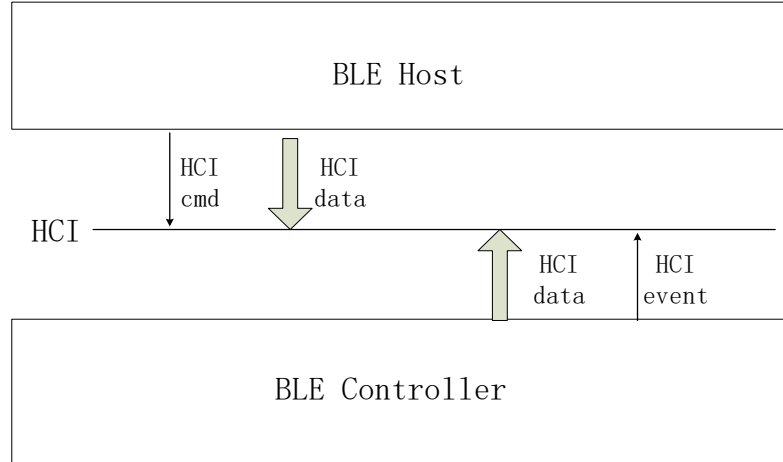 BLE Host
HCI
cmd
HCI
data
HCI
HCI
data
HCI
event
BLE Controller